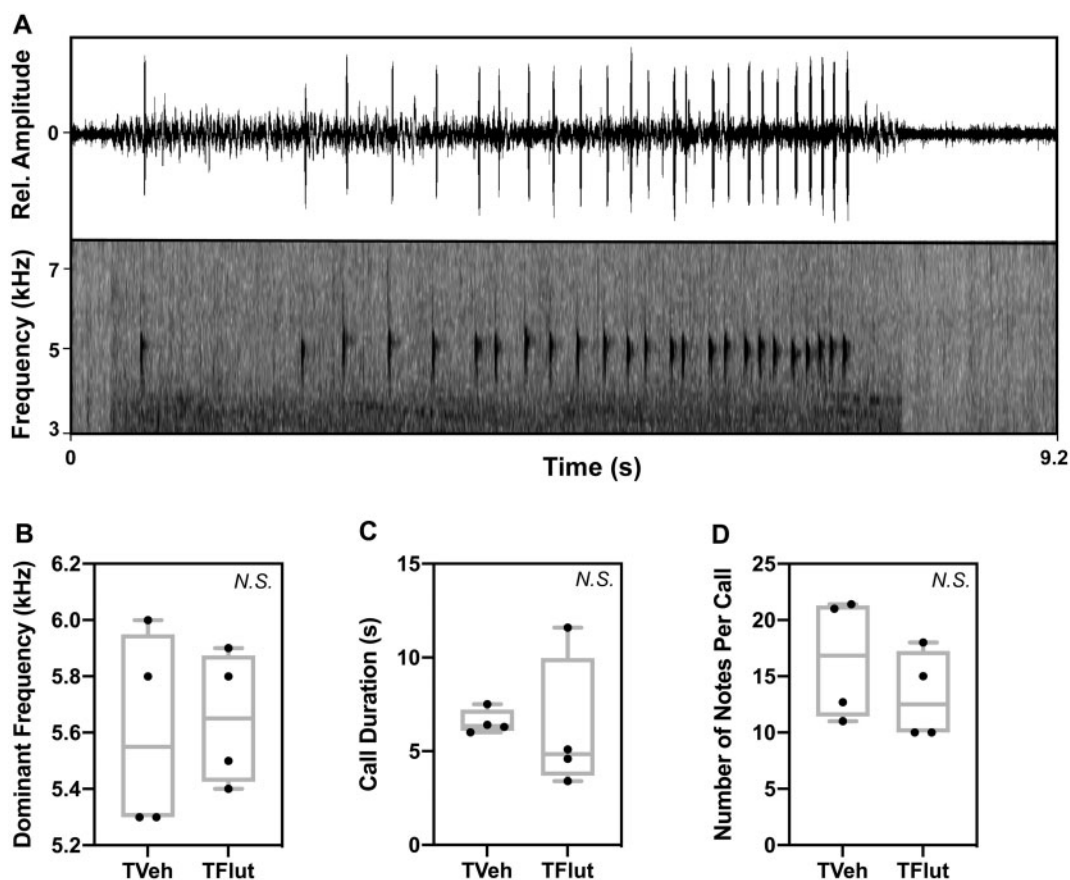 A
Rel. Amplitude
0
Frequency (kHz)
7
5
3
0
Time (s)
9.2
B
Dominant Frequency (kHz)
6.2
6.0
5.8
5.6
5.4
5.2
N.S.
TVeh
TFlut
C
Call Duration (s)
15
10
5
0
N.S.
TVeh
TFlut
D
Number of Notes Per Call
25
20
15
10
5
0
N.S.
TVeh
TFlut